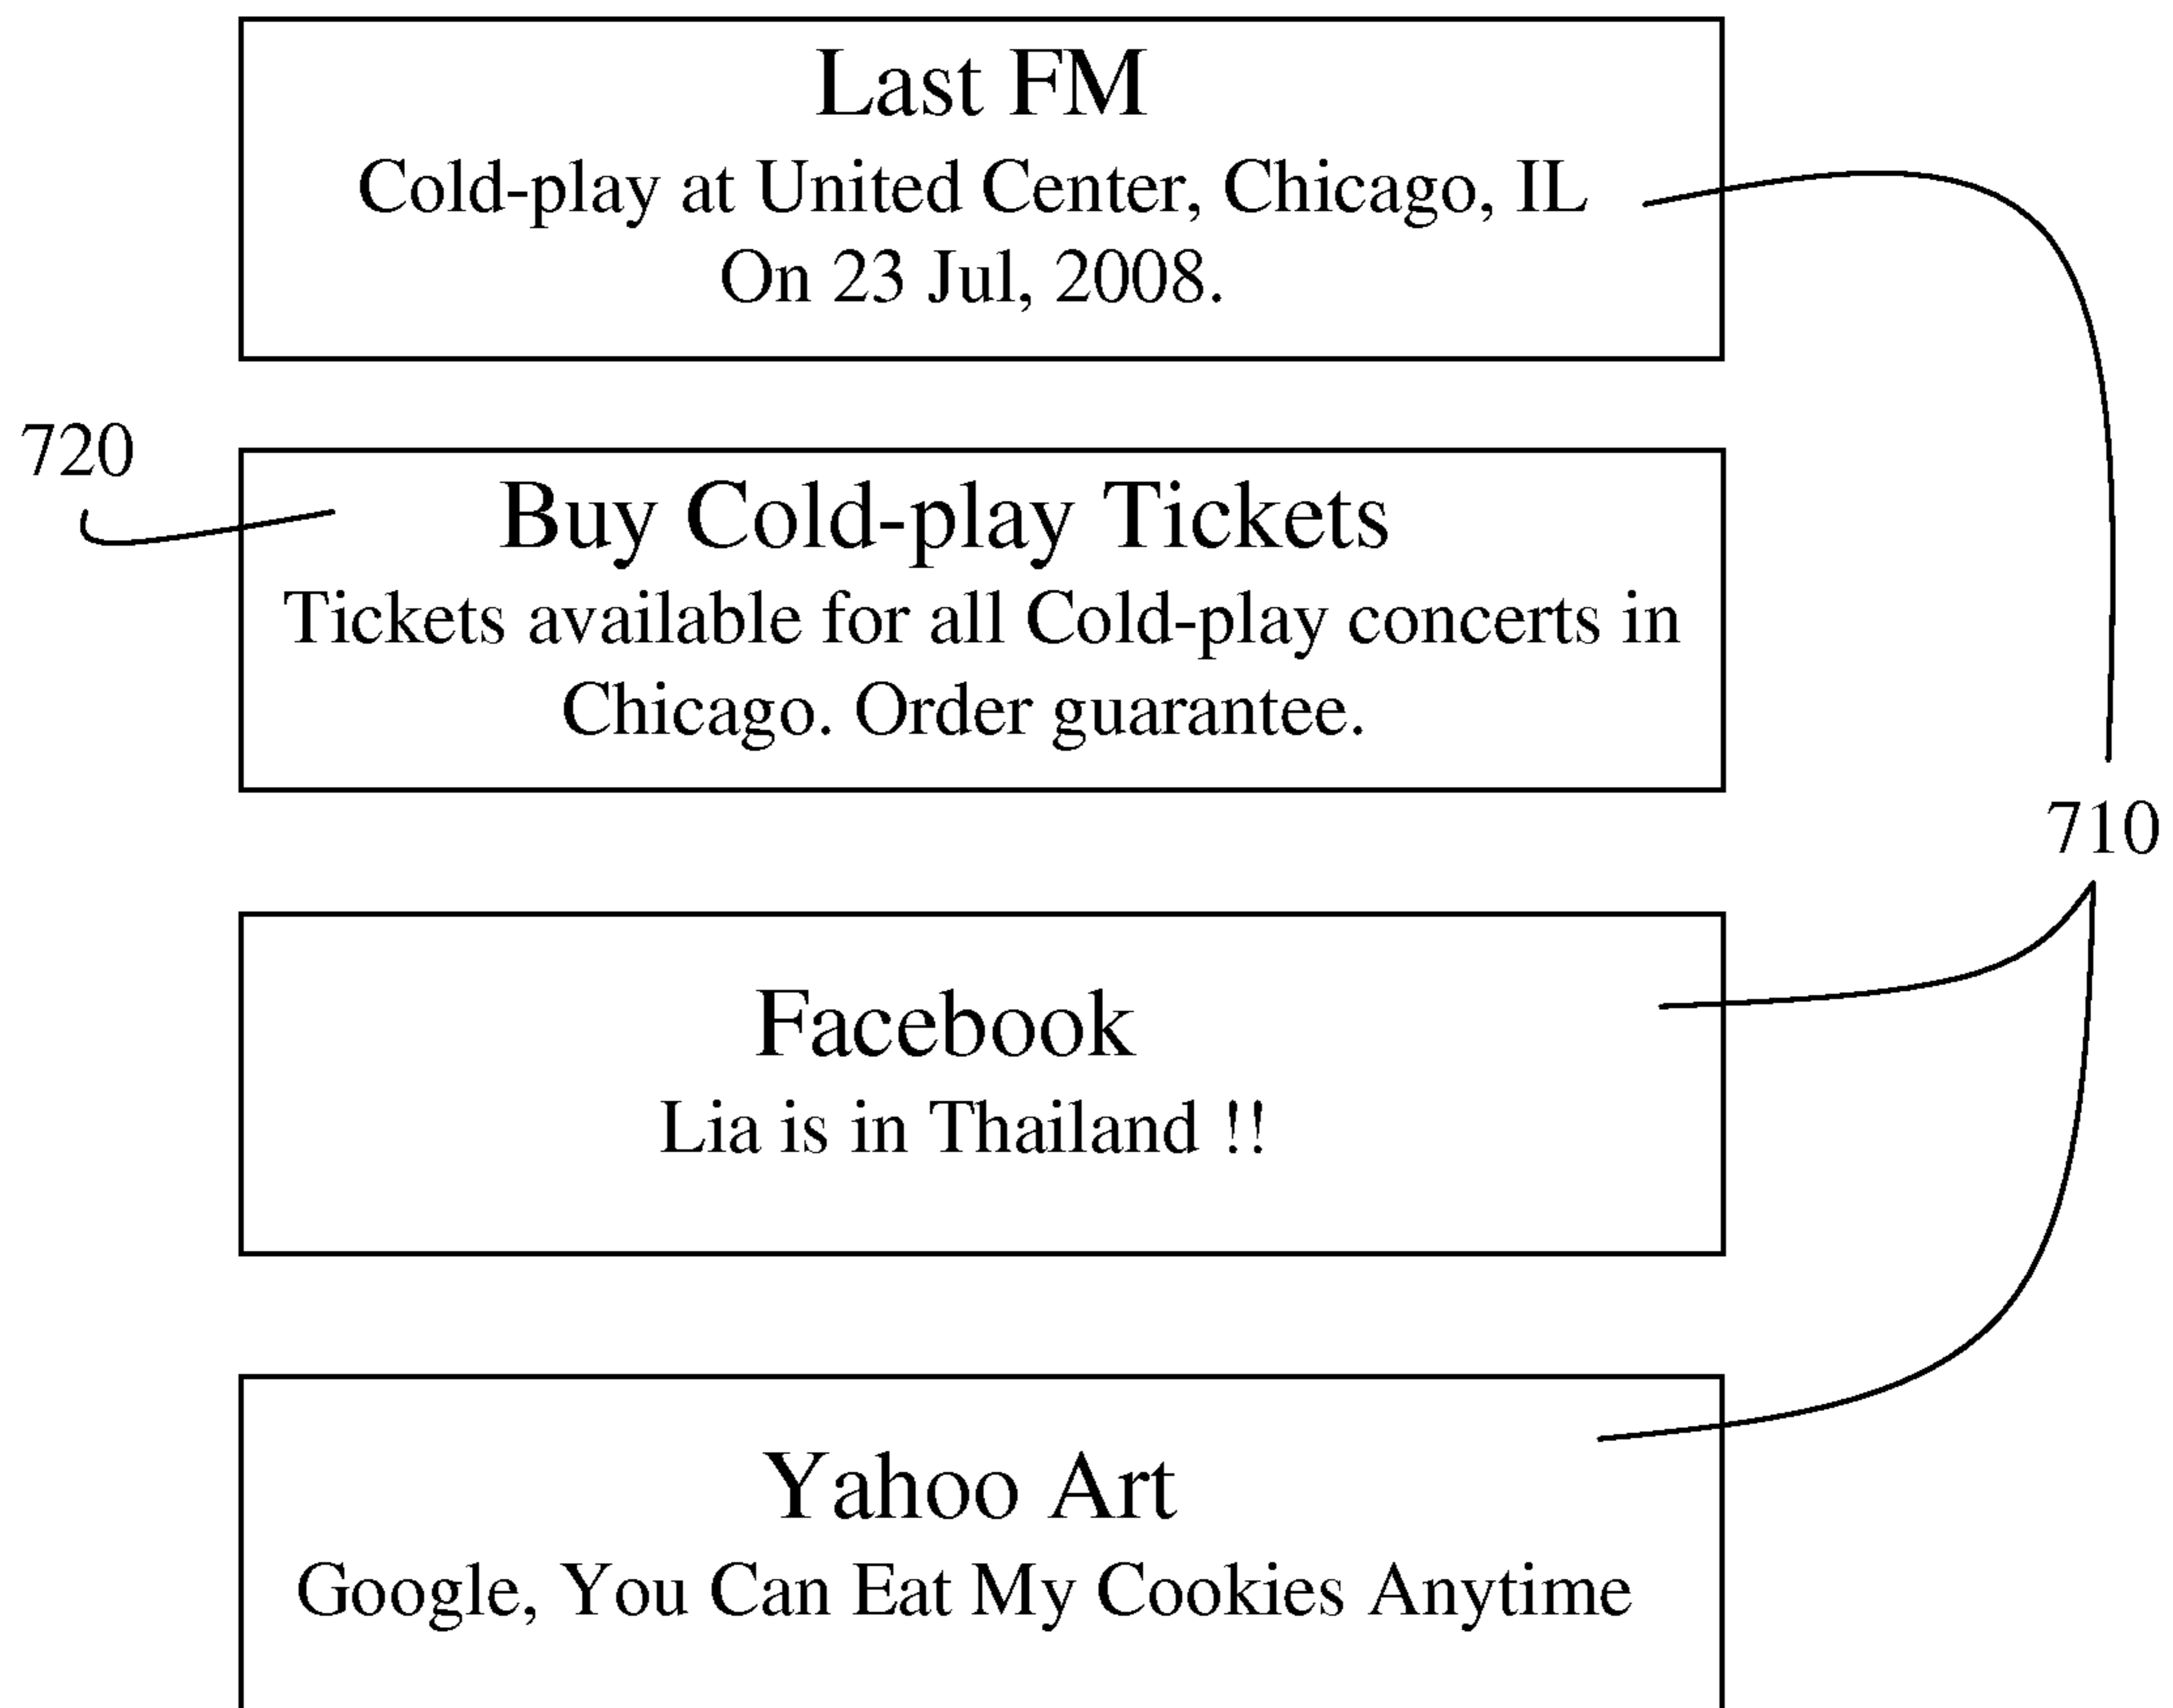 Last FM
Cold-play at United Center, Chicago, IL
On 23 Jul, 2008.
720
Buy Cold-play Tickets
Tickets available for all Cold-play concerts in
Chicago. Order guarantee.
710
Facebook
Lia is in Thailand !!
Yahoo Art
Google, You Can Eat My Cookies Anytime